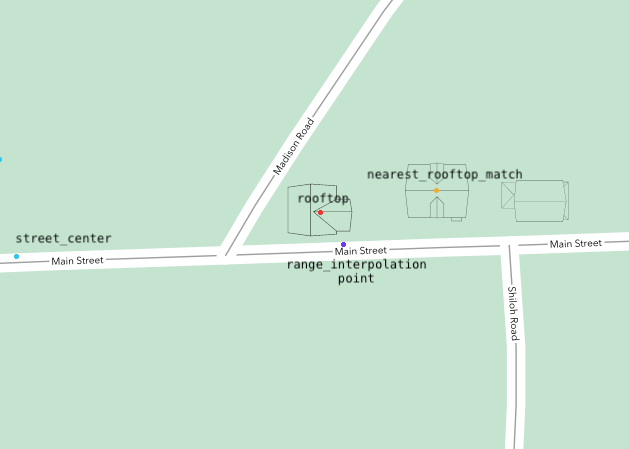 Madison Road
nearest_rooftop_match
rooftop
street_center
Main Street
Main Street
Main Street
range_interpolation
point
Shiloh Road